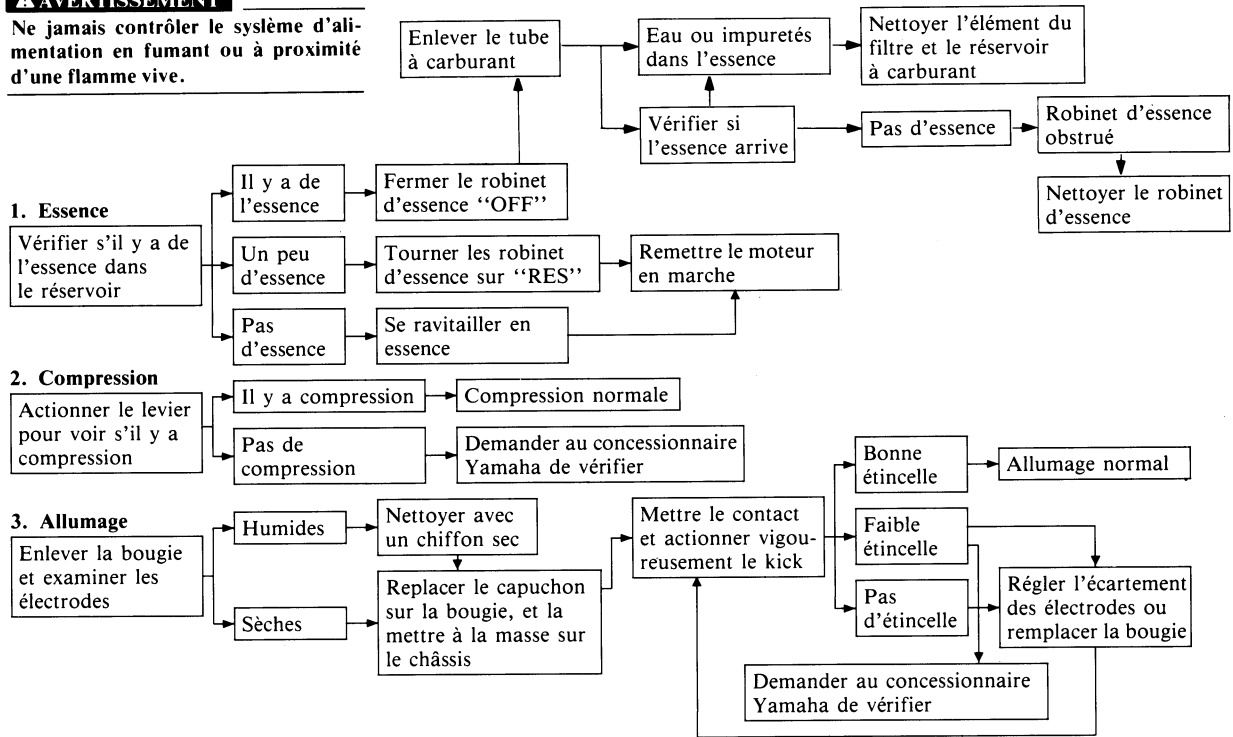 AVERTISSEMENT
Ne jamais contrôler le syslème d'ali-
mentation en fumant ou à proximité
d'une flamme vive.
Enlever le tube
à carburant
Eau ou impuretés
dans l'essence
Nettoyer l'élément du
filtre et le réservoir
à carburant
Vérifier si
l'essence arrive
Pas d'essence
Robinet d'essence
obstrué
Nettoyer le robinet
d'essence
1. Essence
Vérifier s'il y a de
l'essence dans
le réservoir
Il y a de
l'essence
Fermer le robinet
d'essence "OFF"
Un peu
d'essence
Tourner les robinet
d'essence sur "RES"
Remettre le moteur
en marche
Pas
d'essence
Se ravitailler en
essence
2. Compression
Actionner le levier
pour voir s'il y a
compression
Il y a compression
Compression normale
Pas de
compression
Demander au concessionnaire
Yamaha de vérifier
3. Allumage
Enlever la bougie
et examiner les
électrodes
Humides
Nettoyer avec
un chiffon sec
Sèches
Replacer le capuchon
sur la bougie, et la
mettre à la masse sur
le châssis
Mettre le contact
et actionner vigou-
reusement le kick
Bonne
étincelle
Allumage normal
Faible
étincelle
Pas
d'étincelle
Régler l'écartement
des électrodes ou
remplacer la bougie
Demander au concessionnaire
Yamaha de vérifier